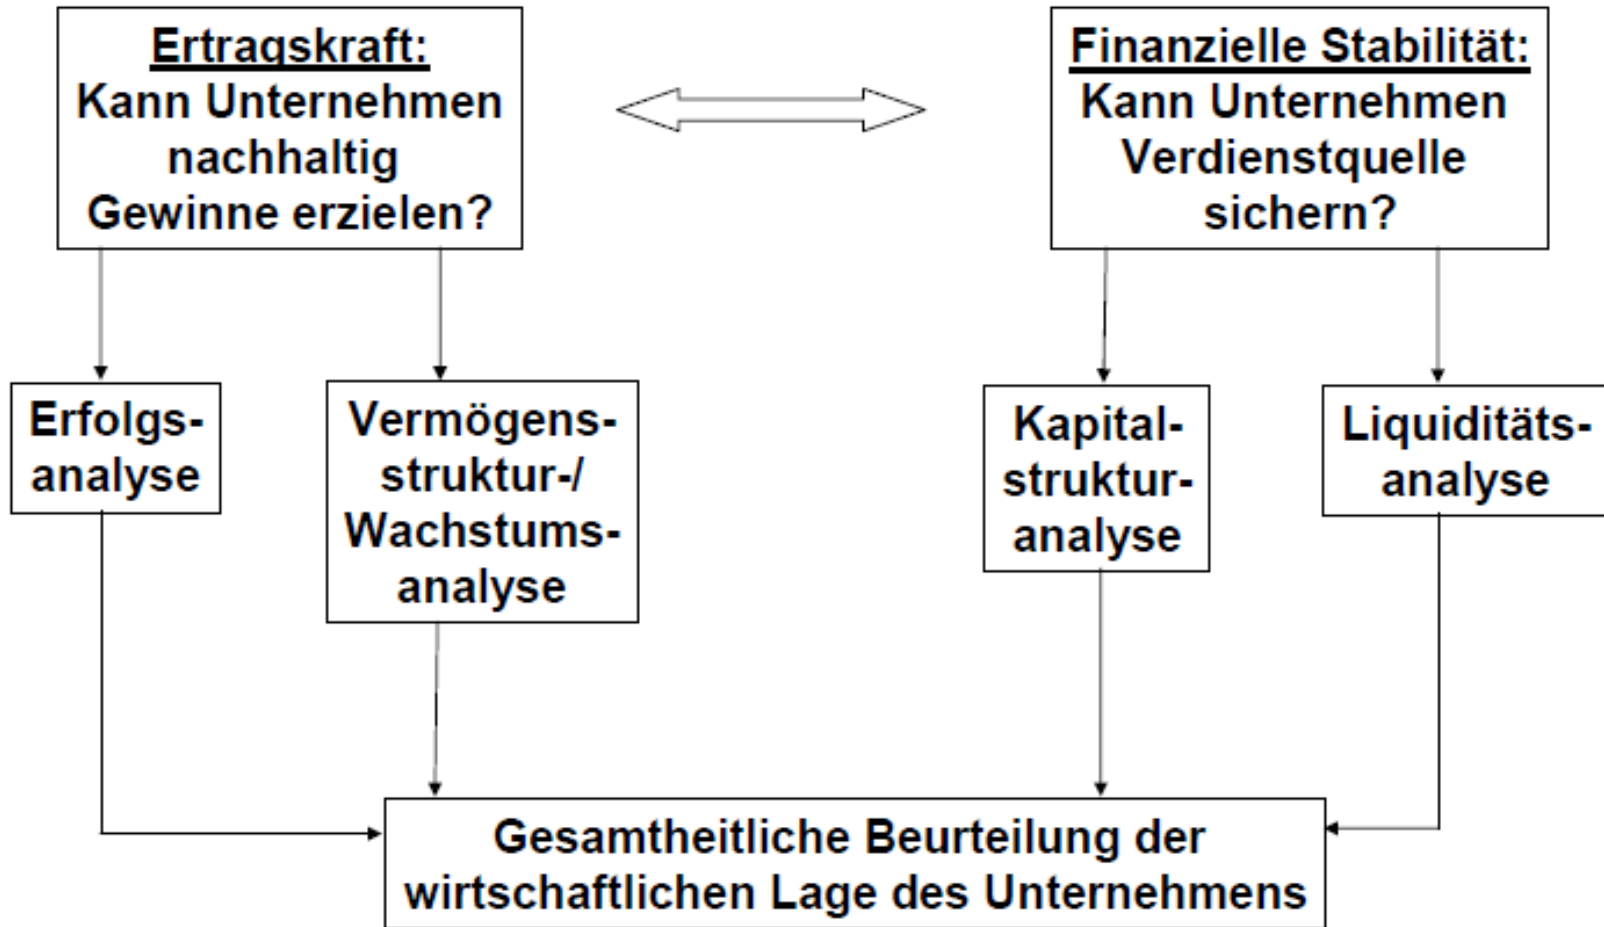 Ertragskraft:
Kann Unternehmen
nachhaltig
Gewinne erzielen?
Finanzielle Stabilität:
Kann Unternehmen
Verdienstquelle
sichern?
Erfolgs-
analyse
Vermögens-
struktur-/
Wachstums-
analyse
Kapital-
struktur-
analyse
Liquiditäts-
analyse
Gesamtheitliche Beurteilung der
wirtschaftlichen Lage des Unternehmens